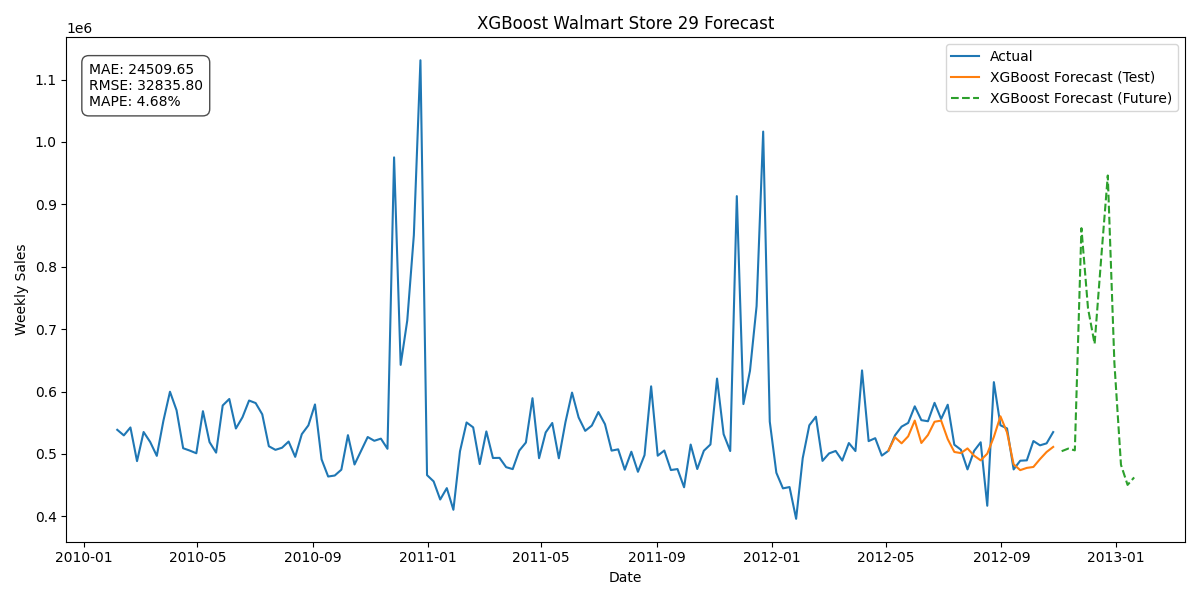 XGBoost Walmart Store 29 Forecast
1e6
MAE: 24509.65
RMSE: 32835.80
MAPE: 4.68%
Actual
XGBoost Forecast (Test)
XGBoost Forecast (Future)
Weekly Sales
1.1
1.0
0.9
0.8
0.7
0.6
0.5
0.4
2010-01 2010-05 2010-09 2011-01 2011-05 2011-09 2012-01 2012-05 2012-09 2013-01
Date